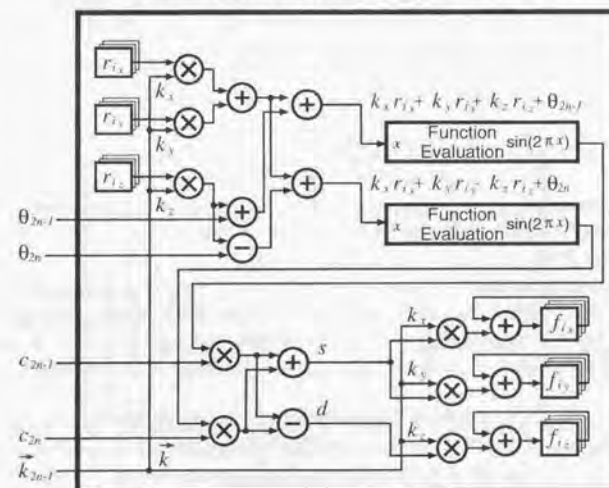 r_{i_x}
k_x
r_{i_y}
k_y
r_{i_z}
k_z
k_x r_{i_x} + k_y r_{i_y} + k_z r_{i_z} + θ_{2n-1}
x Function Evaluation sin(2πx)
k_x r_{i_x} + k_y r_{i_y} - k_z r_{i_z} + θ_{2n}
x Function Evaluation sin(2πx)
θ_{2n-1}
θ_{2n}
k_x
f_{i_x}
s
c_{2n-1}
k_y
f_{i_y}
d
k_z
f_{i_z}
c_{2n}
→k_{2n-1}
→k